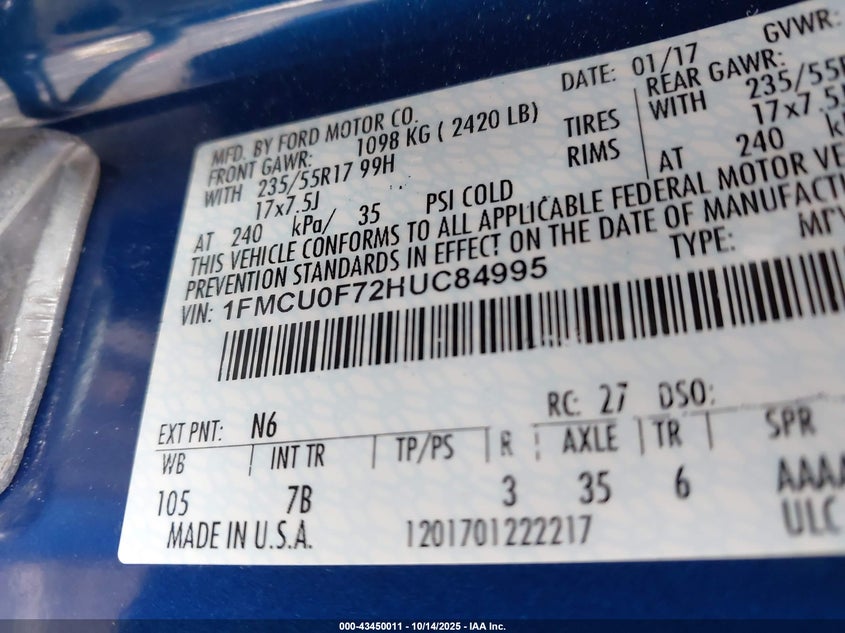 DATE: 01/17 GVWR:
MFD. BY FORD MOTOR CO.
FRONT GAWR: 1098 KG ( 2420 LB) REAR GAWR:
WITH 235/55R17 99H TIRES WITH 235/55R
17x7.5J RIMS 17x7.5J
AT 240 kPa/ 35 PSI COLD AT 240
THIS VEHICLE CONFORMS TO ALL APPLICABLE FEDERAL MOTOR VE
PREVENTION STANDARDS IN EFFECT ON THE DATE OF MANUFACTU
VIN: 1FMCU0F72HUC84995 TYPE:
EXT PNT: N6 RC: 27 DSO:
WB INT TR TP/PS R AXLE TR SPR
105 7B 3 35 6 AAAA
MADE IN U.S.A. 1201701222217 ULC
000-43450011 - 10/14/2025 - IAA Inc.